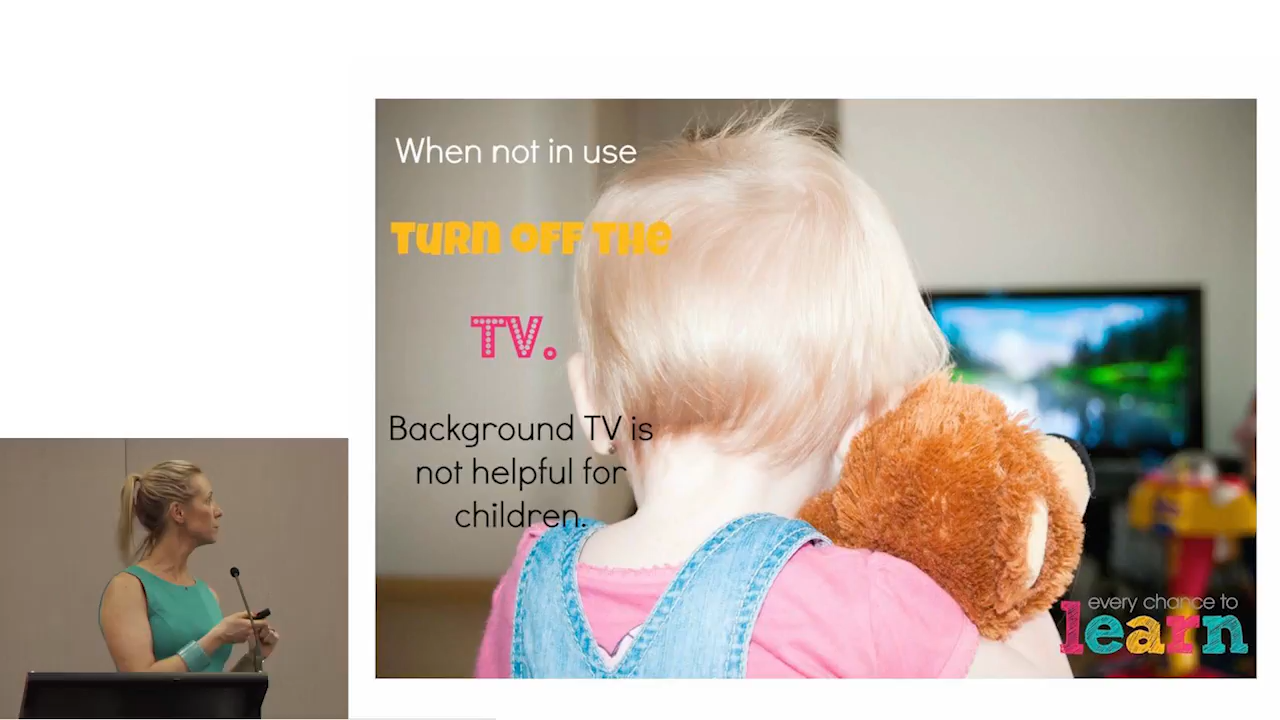 When not in use
TURN OFF THE
TV.
Background TV is
not helpful for
children.
every chance to
learn